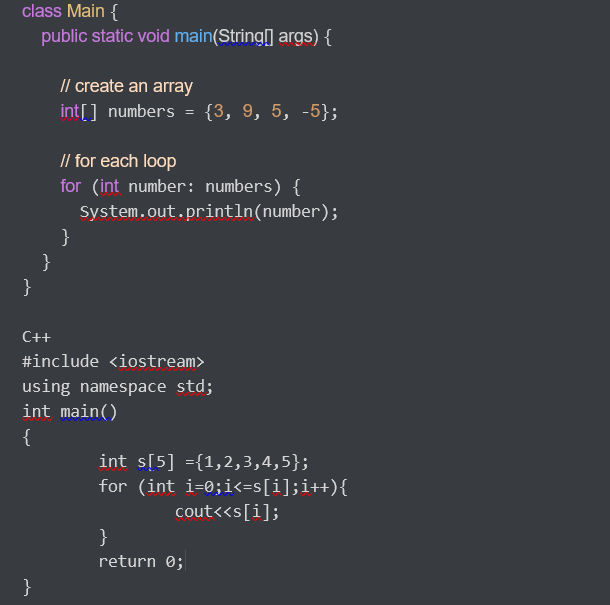 class Main {
public static void main(String[] args) {
// create an array
int[] numbers = {3, 9, 5, -5};
// for each loop
for (int number: numbers) {
System.out.println(number);
}
}
}
C++
#include <iostream>
using namespace std;
int main()
{
int s[5] ={1,2,3,4,5};
for (int i=0;i<=s[i];i++){
cout<<s[i];
}
return 0;
}